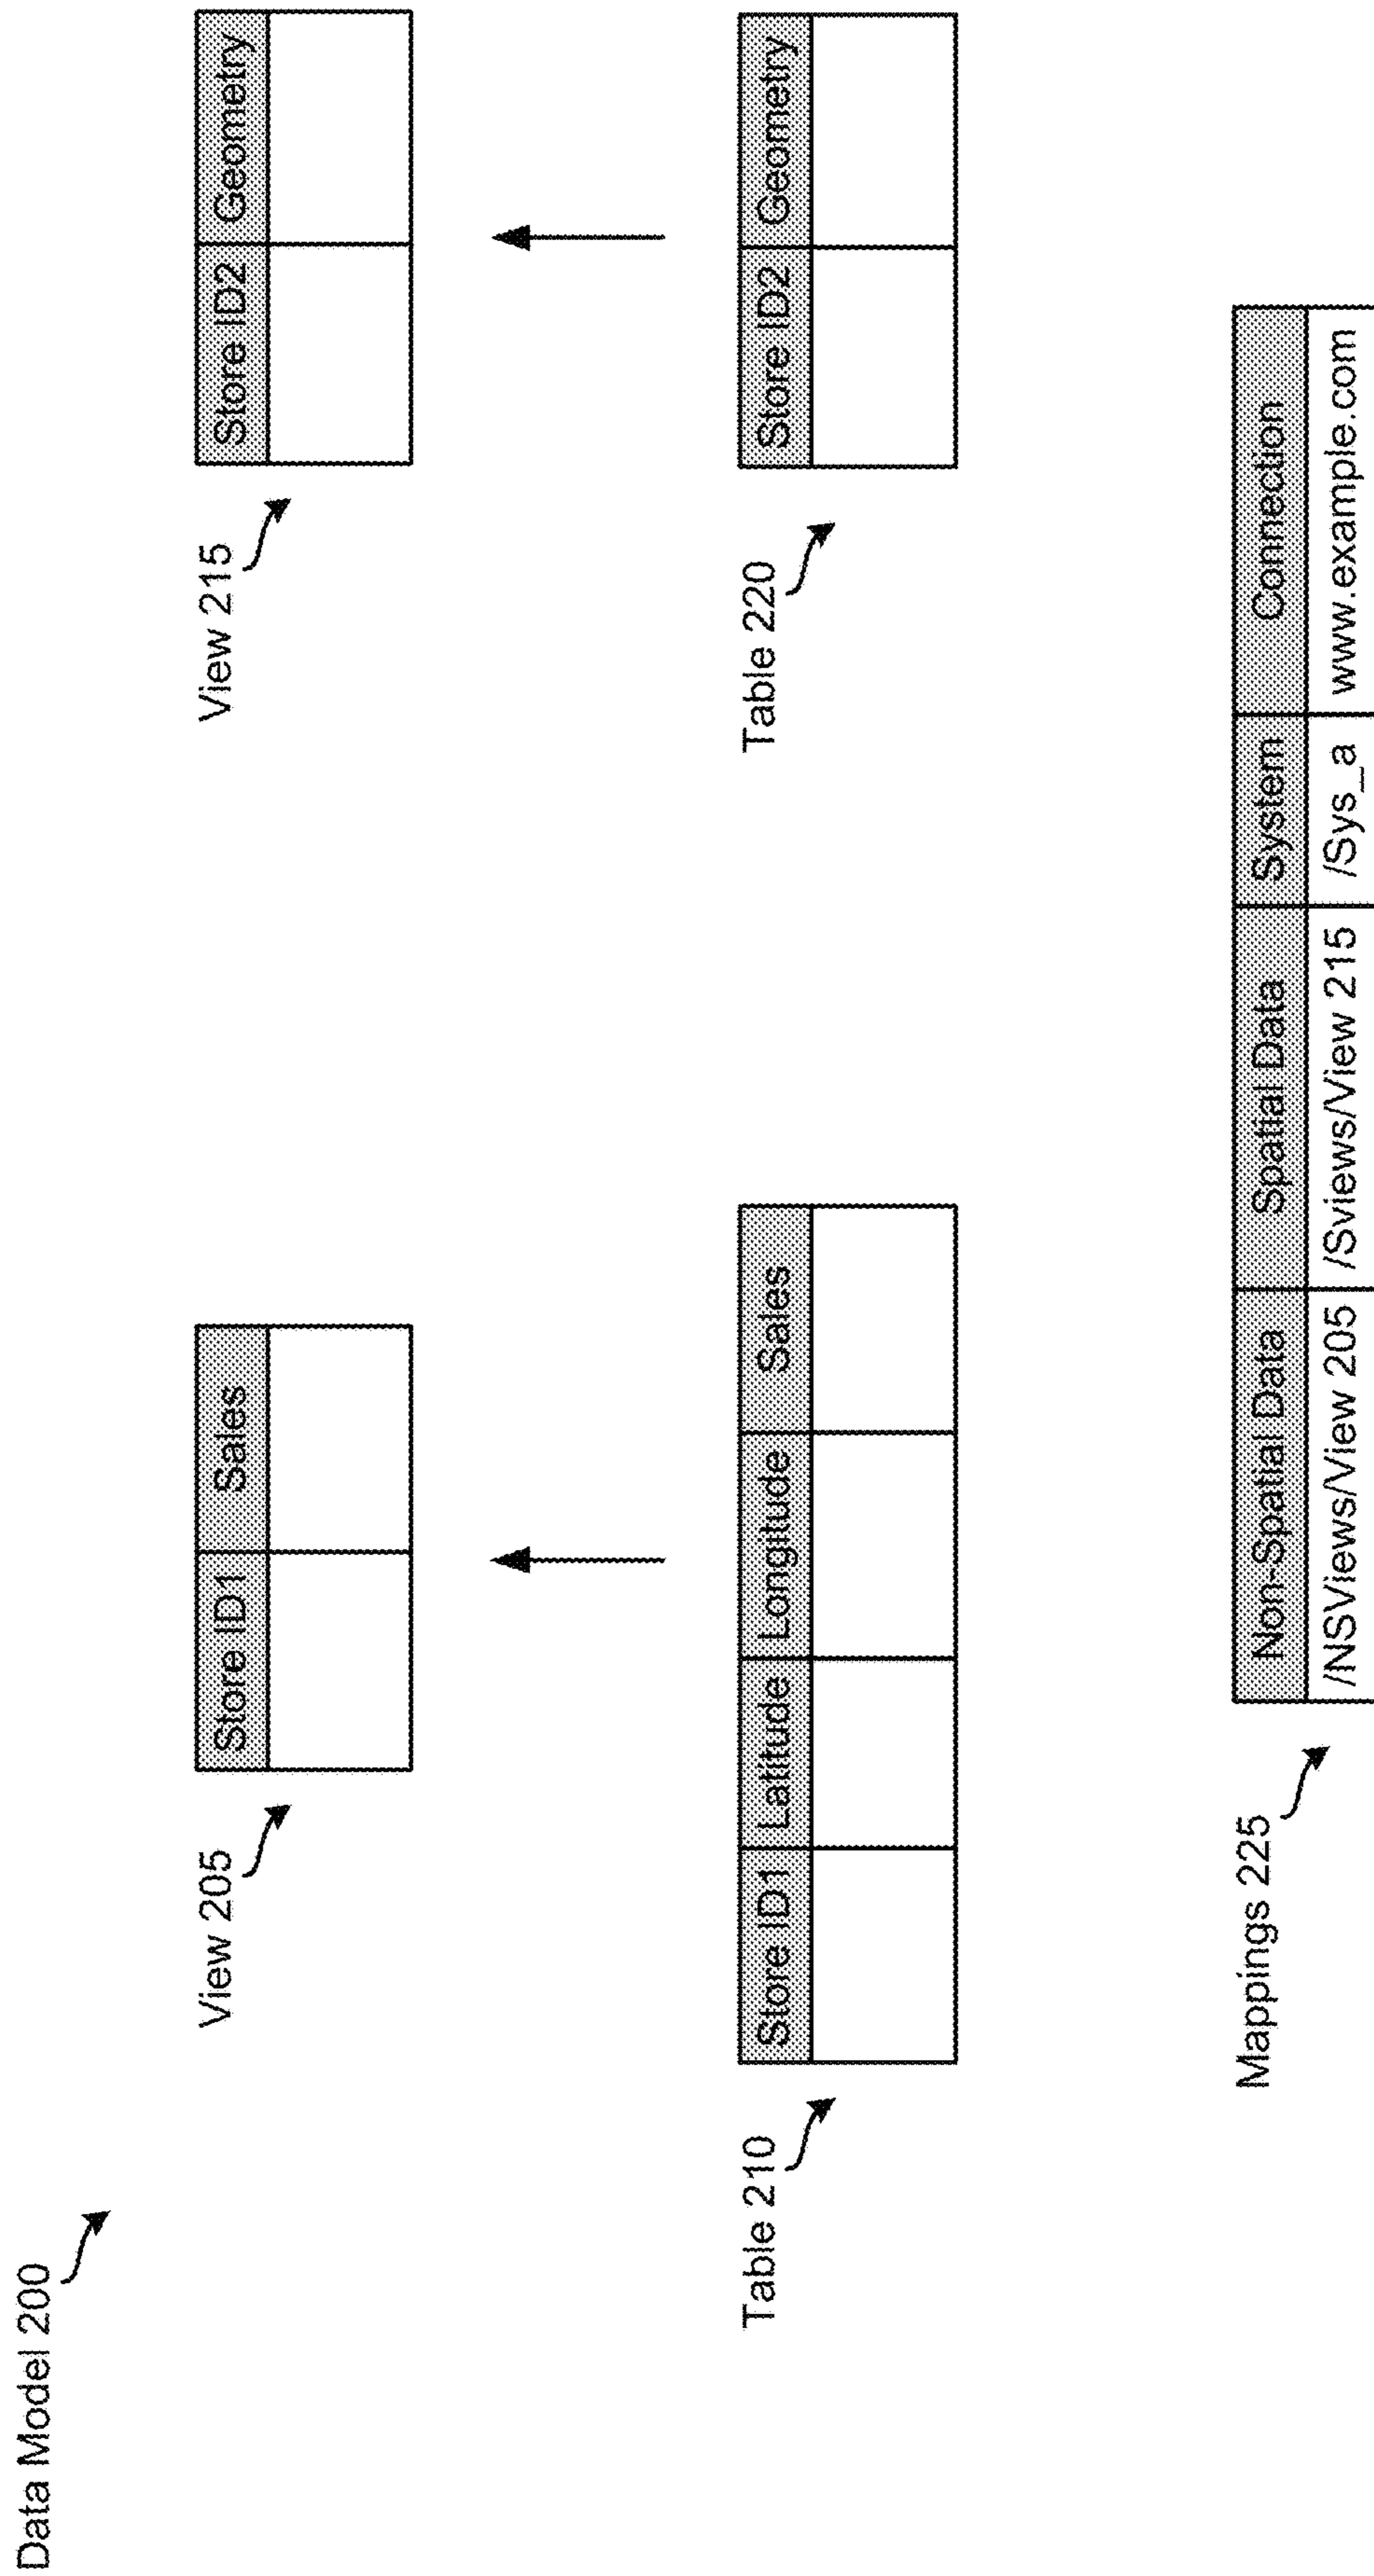 Data Model 200
View 205
Store ID1 Sales
View 215
Store ID2 Geometry
Table 210
Store ID1 Latitude Longitude Sales
Table 220
Store ID2 Geometry
Mappings 225
Non-Spatial Data Spatial Data System Connection
/NSViews/View 205 /Sviews/View 215 /Sys_a www.example.com